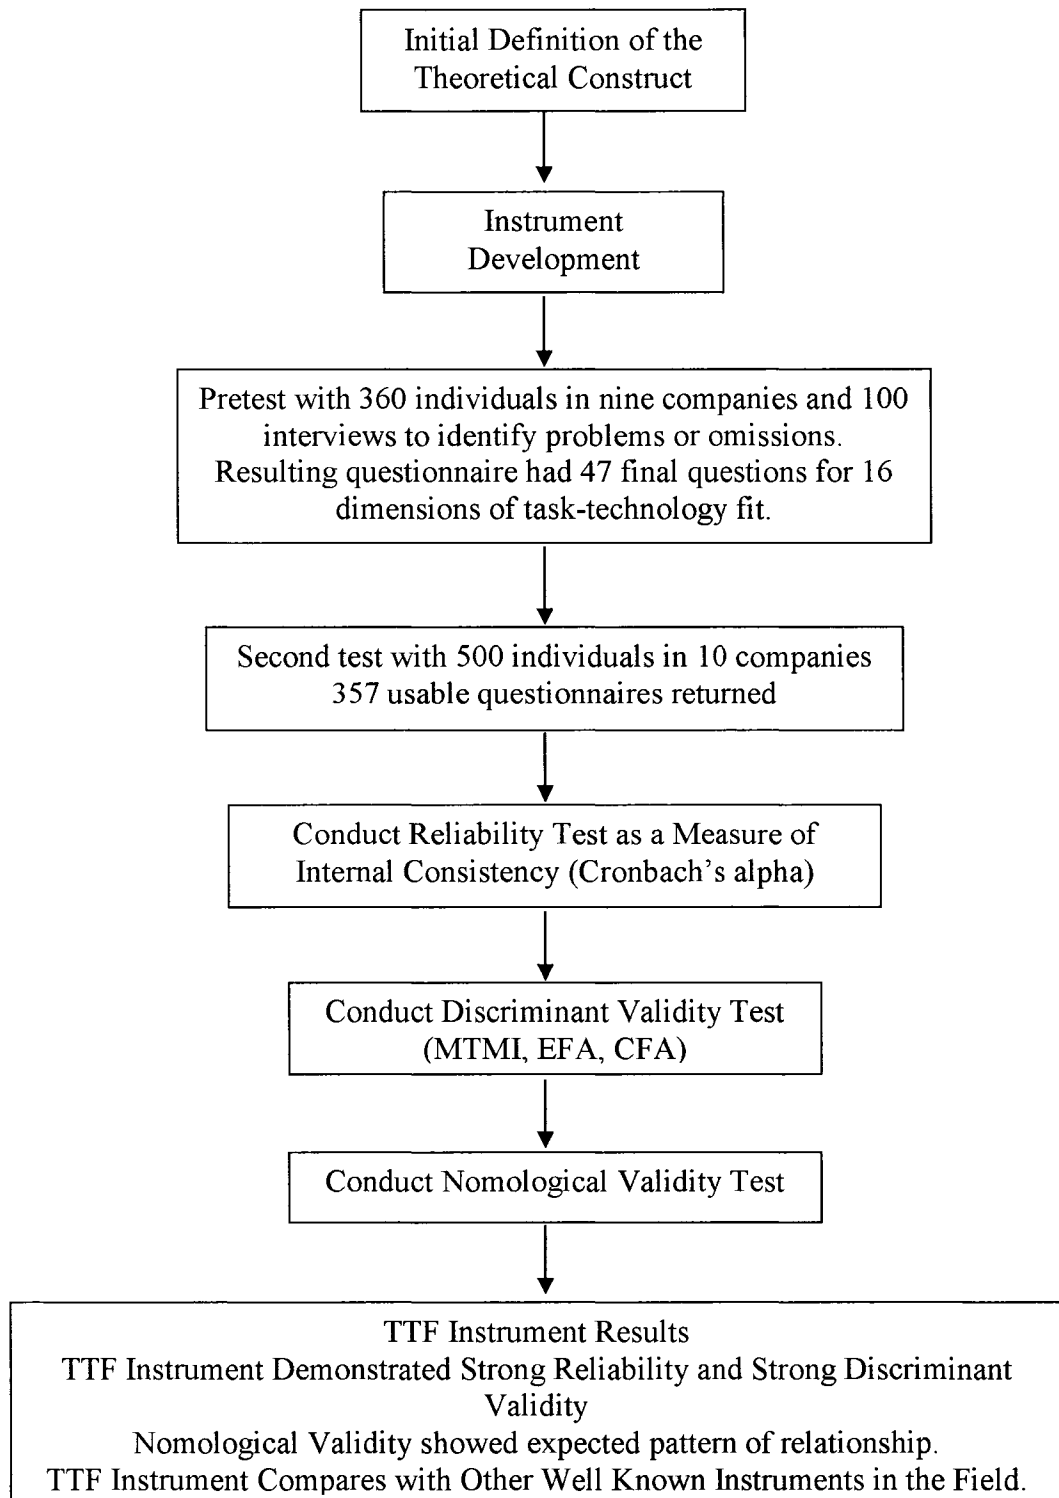 Initial Definition of the
Theoretical Construct
Instrument
Development
Pretest with 360 individuals in nine companies and 100
interviews to identify problems or omissions.
Resulting questionnaire had 47 final questions for 16
dimensions of task-technology fit.
Second test with 500 individuals in 10 companies
357 usable questionnaires returned
Conduct Reliability Test as a Measure of
Internal Consistency (Cronbach’s alpha)
Conduct Discriminant Validity Test
(MTMI, EFA, CFA)
Conduct Nomological Validity Test
TTF Instrument Results
TTF Instrument Demonstrated Strong Reliability and Strong Discriminant
Validity
Nomological Validity showed expected pattern of relationship.
TTF Instrument Compares with Other Well Known Instruments in the Field.